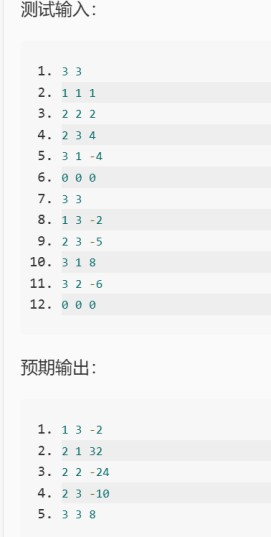 测试输入:
1. 3 3
2. 1 1 1
3. 2 2 2
4. 2 3 4
5. 3 1 -4
6. 0 0 0
7. 3 3
8. 1 3 -2
9. 2 3 -5
10. 3 1 8
11. 3 2 -6
12. 0 0 0
预期输出:
1. 1 3 -2
2. 2 1 32
3. 2 2 -24
4. 2 3 -10
5. 3 3 8